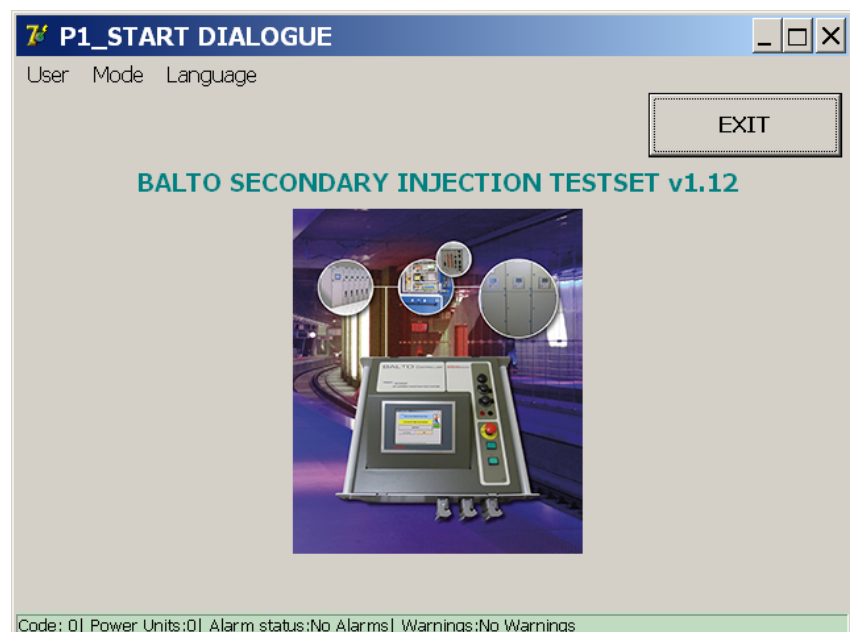 P1_START DIALOGUE
User Mode Language
EXIT
BALTO SECONDARY INJECTION TESTSET v1.12
BALTO
Code: 0| Power Units:0| Alarm status:No Alarms| Warnings:No Warnings